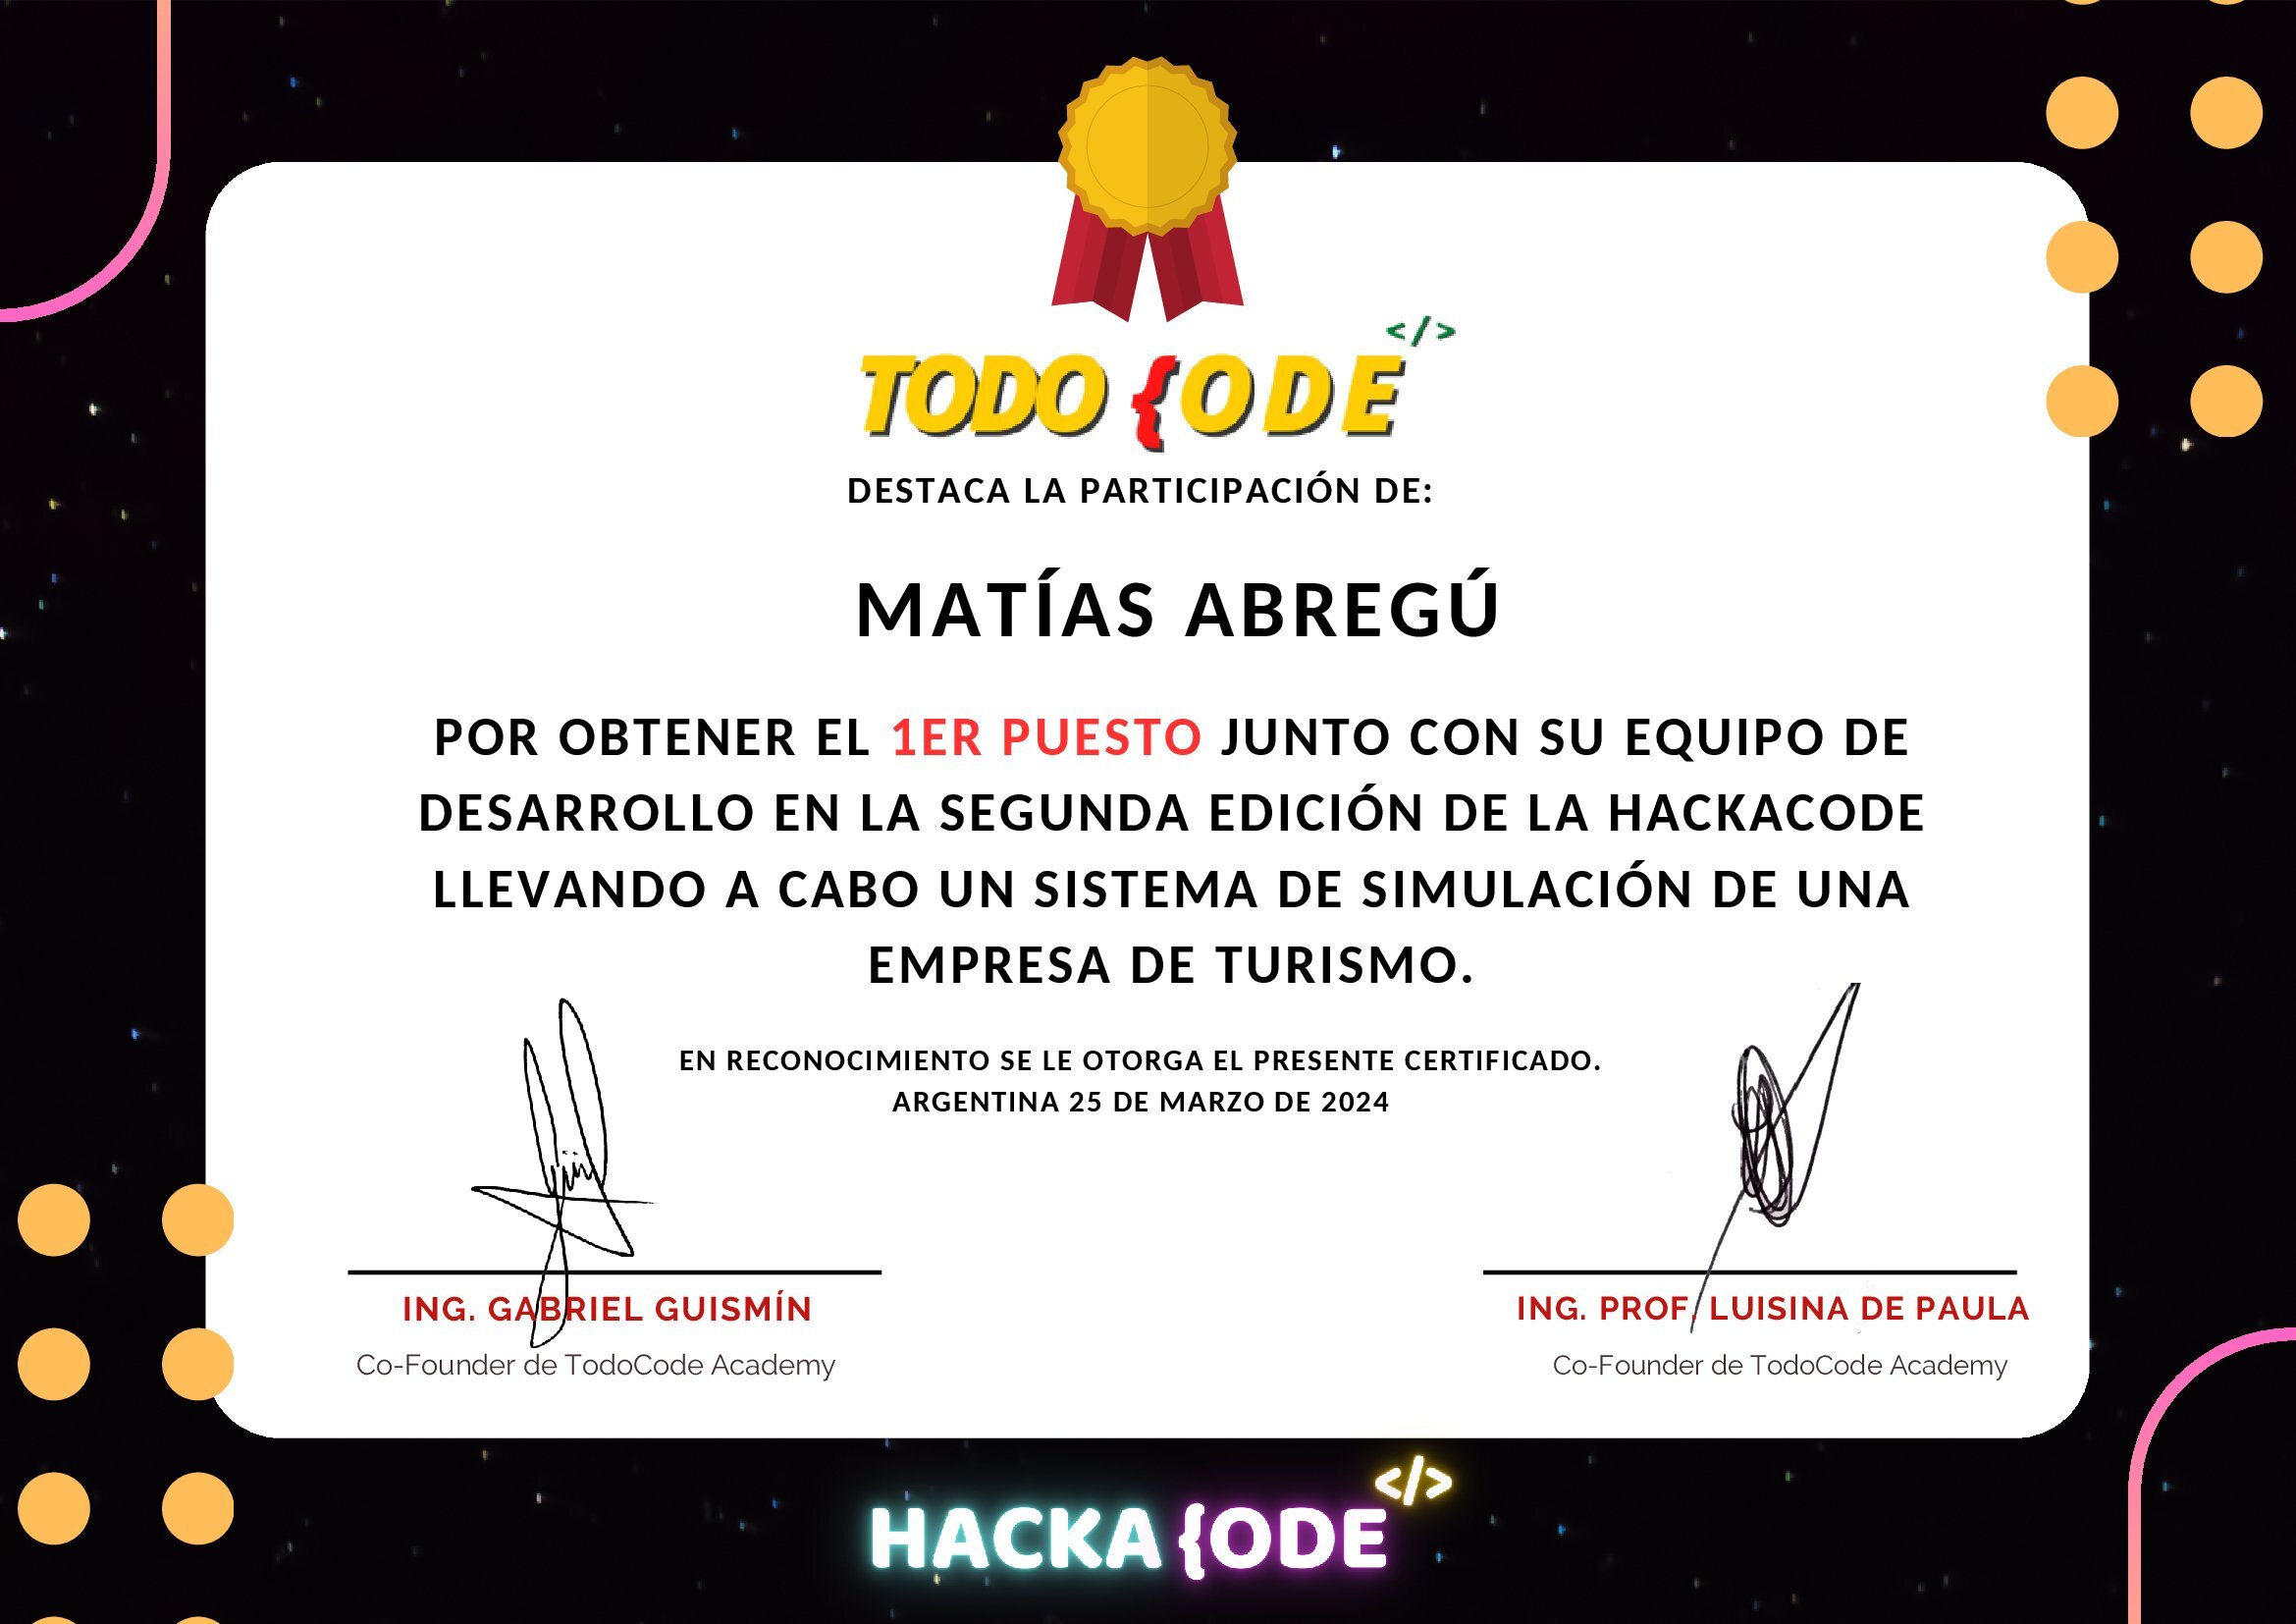 </>
TODO {ODE
DESTACA LA PARTICIPACIÓN DE:
MATÍAS ABREGÚ
POR OBTENER EL 1ER PUESTO JUNTO CON SU EQUIPO DE
DESARROLLO EN LA SEGUNDA EDICIÓN DE LA HACKACODE
LLEVANDO A CABO UN SISTEMA DE SIMULACIÓN DE UNA
EMPRESA DE TURISMO.
EN RECONOCIMIENTO SE LE OTORGA EL PRESENTE CERTIFICADO.
ARGENTINA 25 DE MARZO DE 2024
ING. GABRIEL GUISMÍN
Co-Founder de TodoCode Academy
ING. PROF. LUISINA DE PAULA
Co-Founder de TodoCode Academy
</>
HACKA{ODE